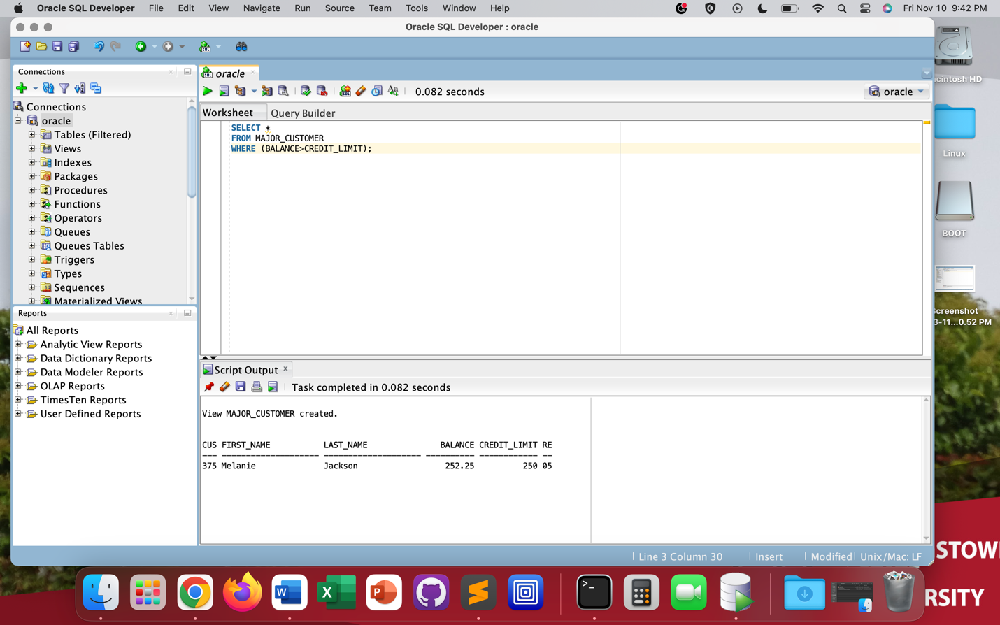 Oracle SQL Developer File Edit View Navigate Run Source Team Tools Window Help Fri Nov 10 9:42 PM
Oracle SQL Developer : oracle
Connections
Connections
oracle
Tables (Filtered)
Views
Indexes
Packages
Procedures
Functions
Operators
Queues
Queues Tables
Triggers
Types
Sequences
Materialized Views
Reports
All Reports
Analytic View Reports
Data Dictionary Reports
Data Modeler Reports
OLAP Reports
TimesTen Reports
User Defined Reports
oracle
0.082 seconds
oracle
Worksheet Query Builder
SELECT *
FROM MAJOR_CUSTOMER
WHERE (BALANCE>CREDIT_LIMIT);
Script Output
Task completed in 0.082 seconds
View MAJOR_CUSTOMER created.
CUS FIRST_NAME LAST_NAME BALANCE CREDIT_LIMIT RE
--- -------------------- -------------------- ---------- ------------ --
375 Melanie Jackson 252.25 250 05
Line 3 Column 30 Insert Modified Unix/Mac: LF
acintosh HD
Linux
BOOT
Screenshot
3-11...0.52 PM
STOW
RSITY